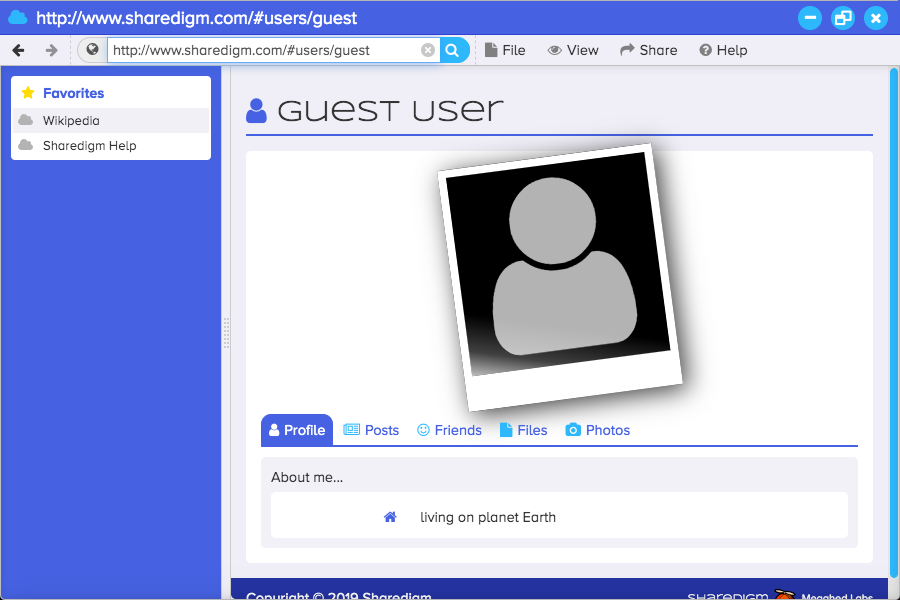 http://www.sharedigm.com/#users/guest
http://www.sharedigm.com/#users/guest File View Share Help
Favorites
Wikipedia
Sharedigm Help
Guest User
Profile Posts Friends Files Photos
About me...
living on planet Earth
Copyright © 2019 Sharedigm SHAREDIGM Megahed Labs